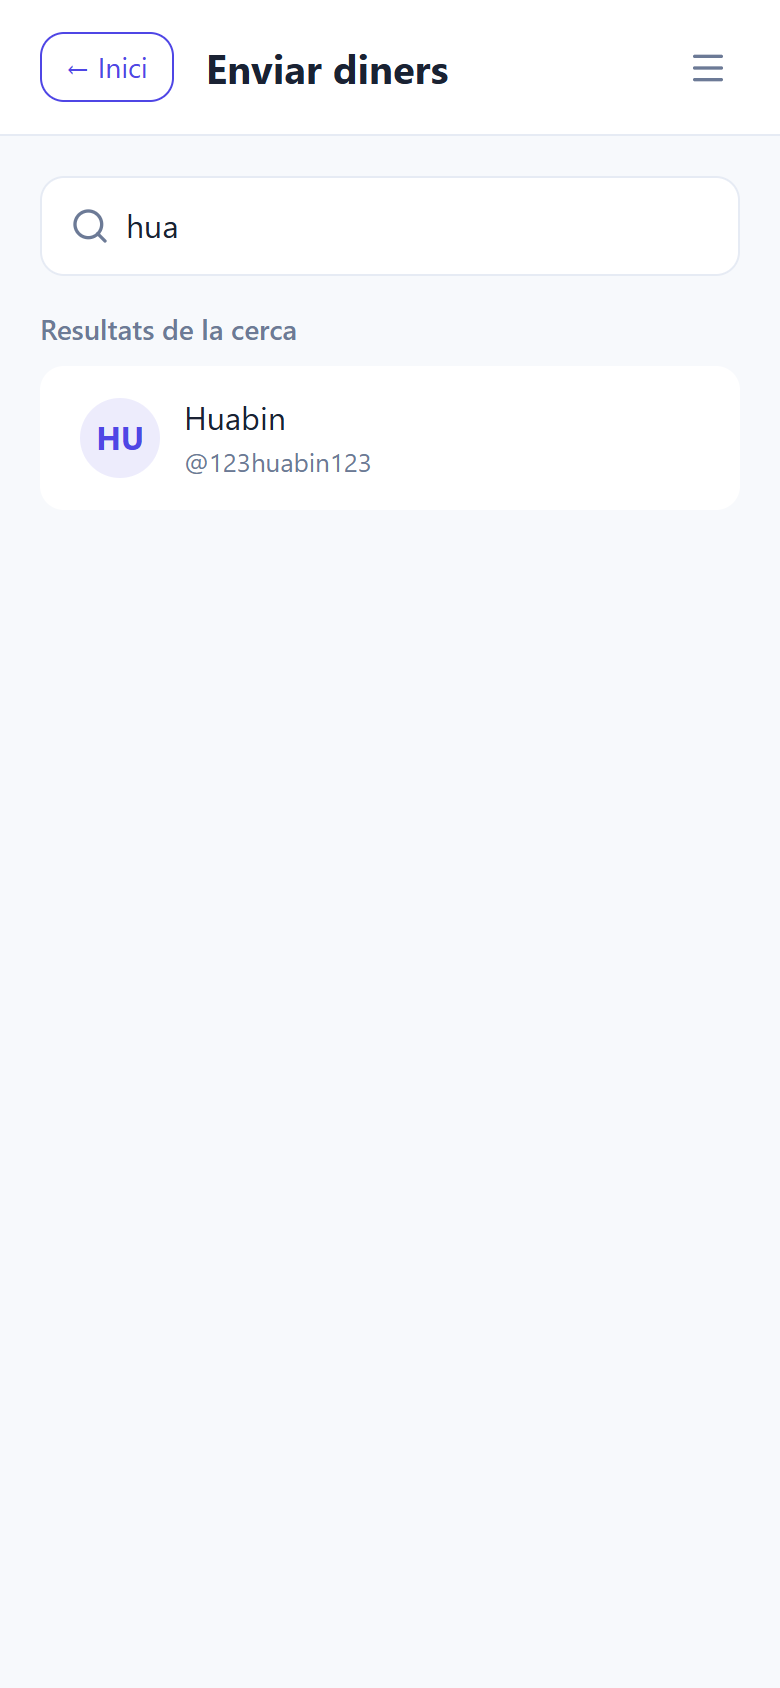 ← Inici
Enviar diners
hua
Resultats de la cerca
HU
Huabin
@123huabin123